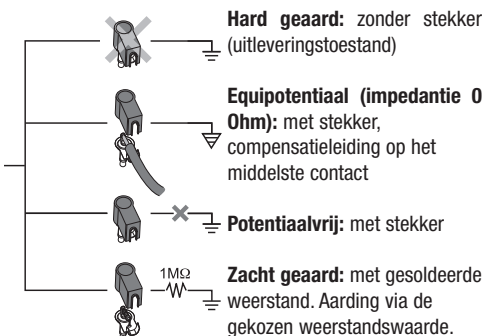 Hard geaard: zonder stekker
(uitleveringstoestand)
Equipotentiaal (impedantie 0
Ohm): met stekker,
compensatieleiding op het
middelste contact
Potentiaalvrij: met stekker
1MΩ
Zacht geaard: met gesoldeerde
weerstand. Aarding via de
gekozen weerstandswaarde.